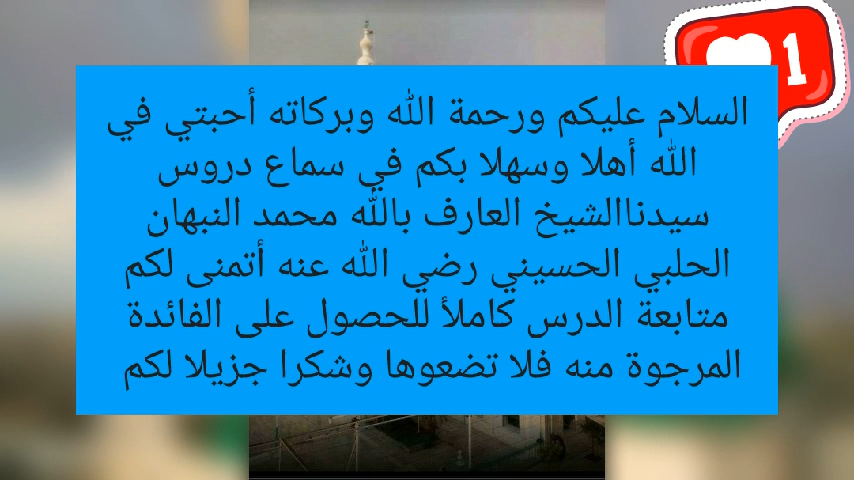 السلام عليكم ورحمة الله وبركاته أحبتي في
الله أهلا وسهلا بكم في سماع دروس
سيدناالشيخ العارف بالله محمد النبهان
الحلبي الحسيني رضي الله عنه أتمنى لكم
متابعة الدرس كاملأ للحصول على الفائدة
المرجوة منه فلا تضعوها وشكرا جزيلا لكم
1